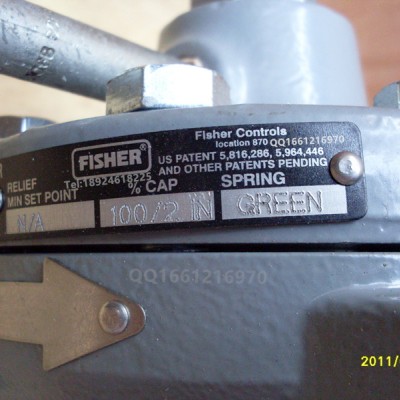 Fisher Controls
location 870 QQ1661216970
FISHER
US PATENT 5,816,286, 5,964,446
AND OTHER PATENTS PENDING
RELIEF
Tel:18924618225
MIN SET POINT
% CAP
SPRING
N/A
100/2 IN
GREEN
QQ1661216970
2011/